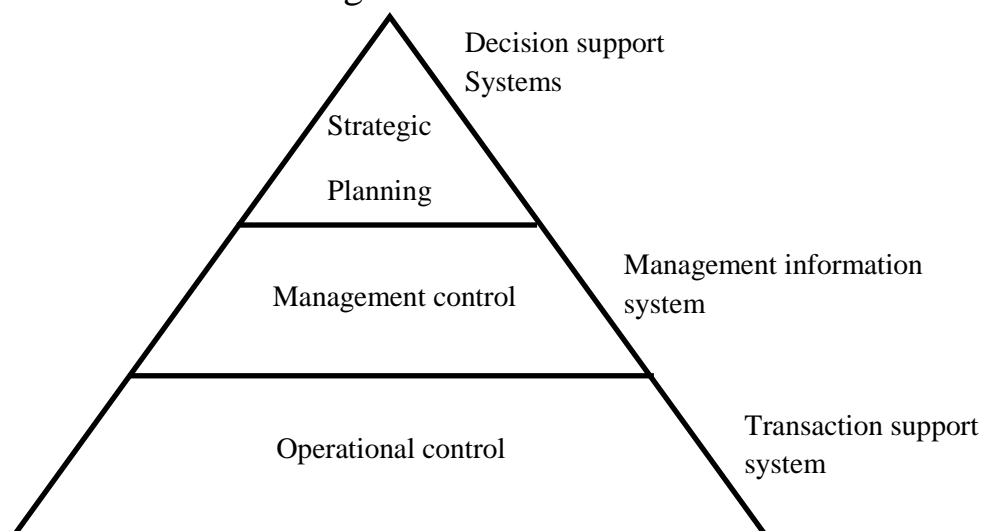 Decision support
Systems
Strategic
Planning
Management information
system
Management control
Transaction support
system
Operational control